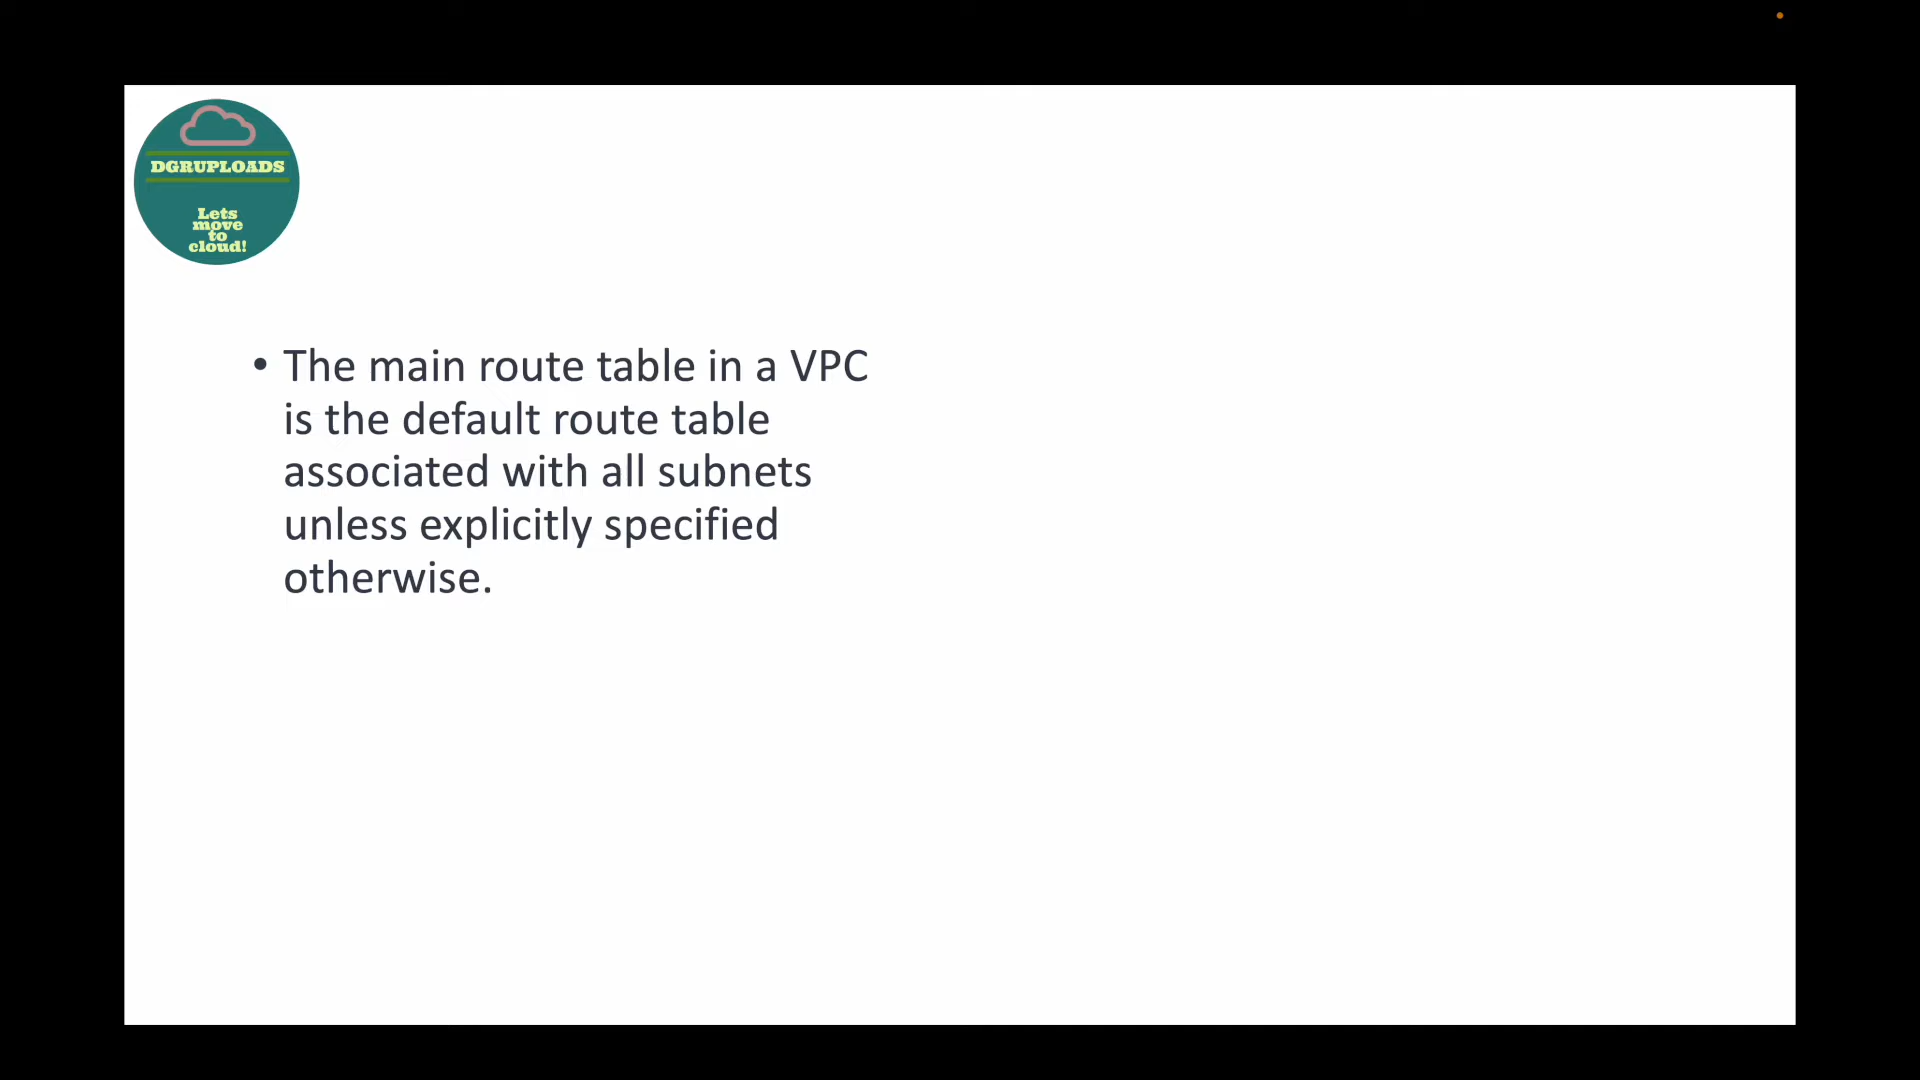 DGRUPLOADS
Lets
move
to
cloud!
• The main route table in a VPC
is the default route table
associated with all subnets
unless explicitly specified
otherwise.